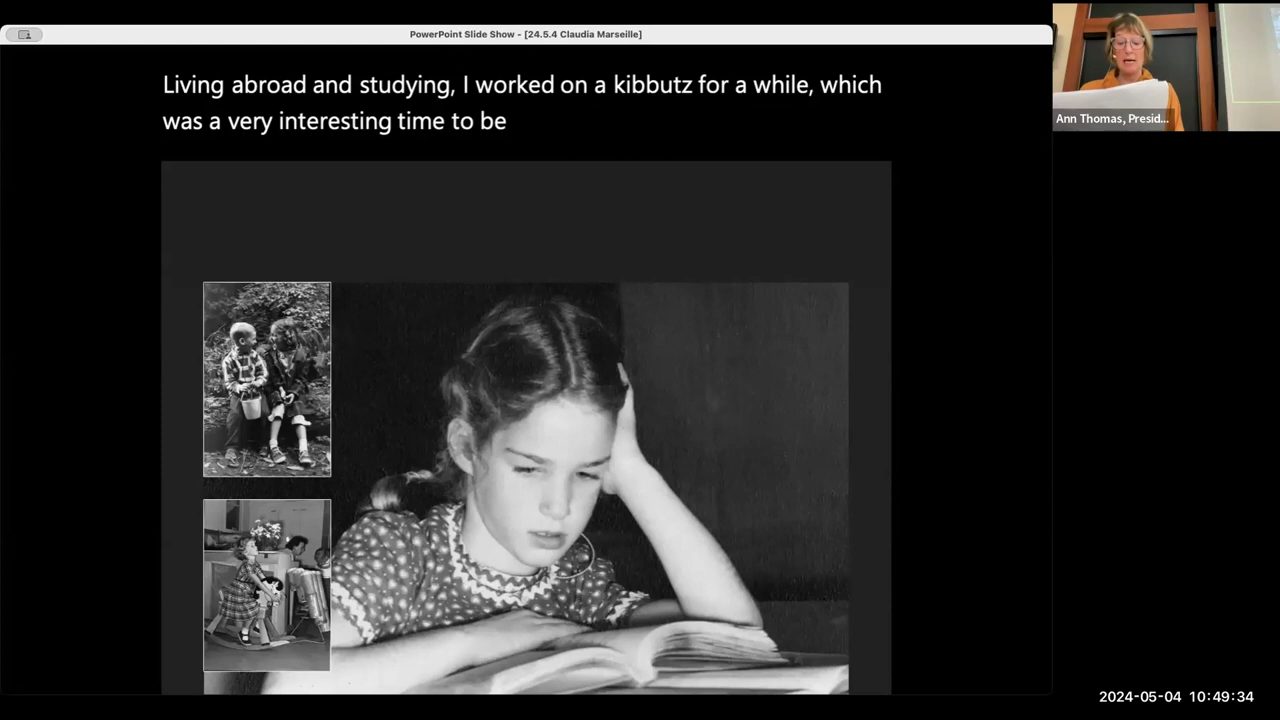 PowerPoint Slide Show - [24.5.4 Claudia Marseille]
Living abroad and studying, I worked on a kibbutz for a while, which
was a very interesting time to be
Ann Thomas, Presid...
2024-05-04 10:49:34